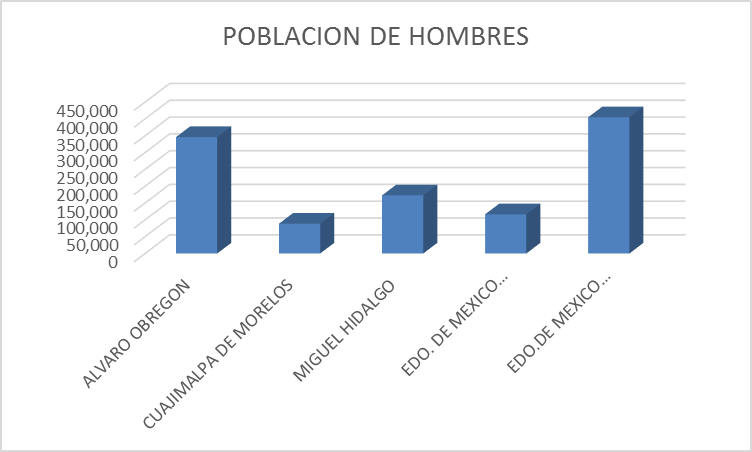 POBLACION DE HOMBRES
450,000
400,000
350,000
300,000
250,000
200,000
150,000
100,000
50,000
0
ALVARO OBREGON
CUAJIMALPA DE MORELOS
MIGUEL HIDALGO
EDO. DE MEXICO...
EDO.DE MEXICO...